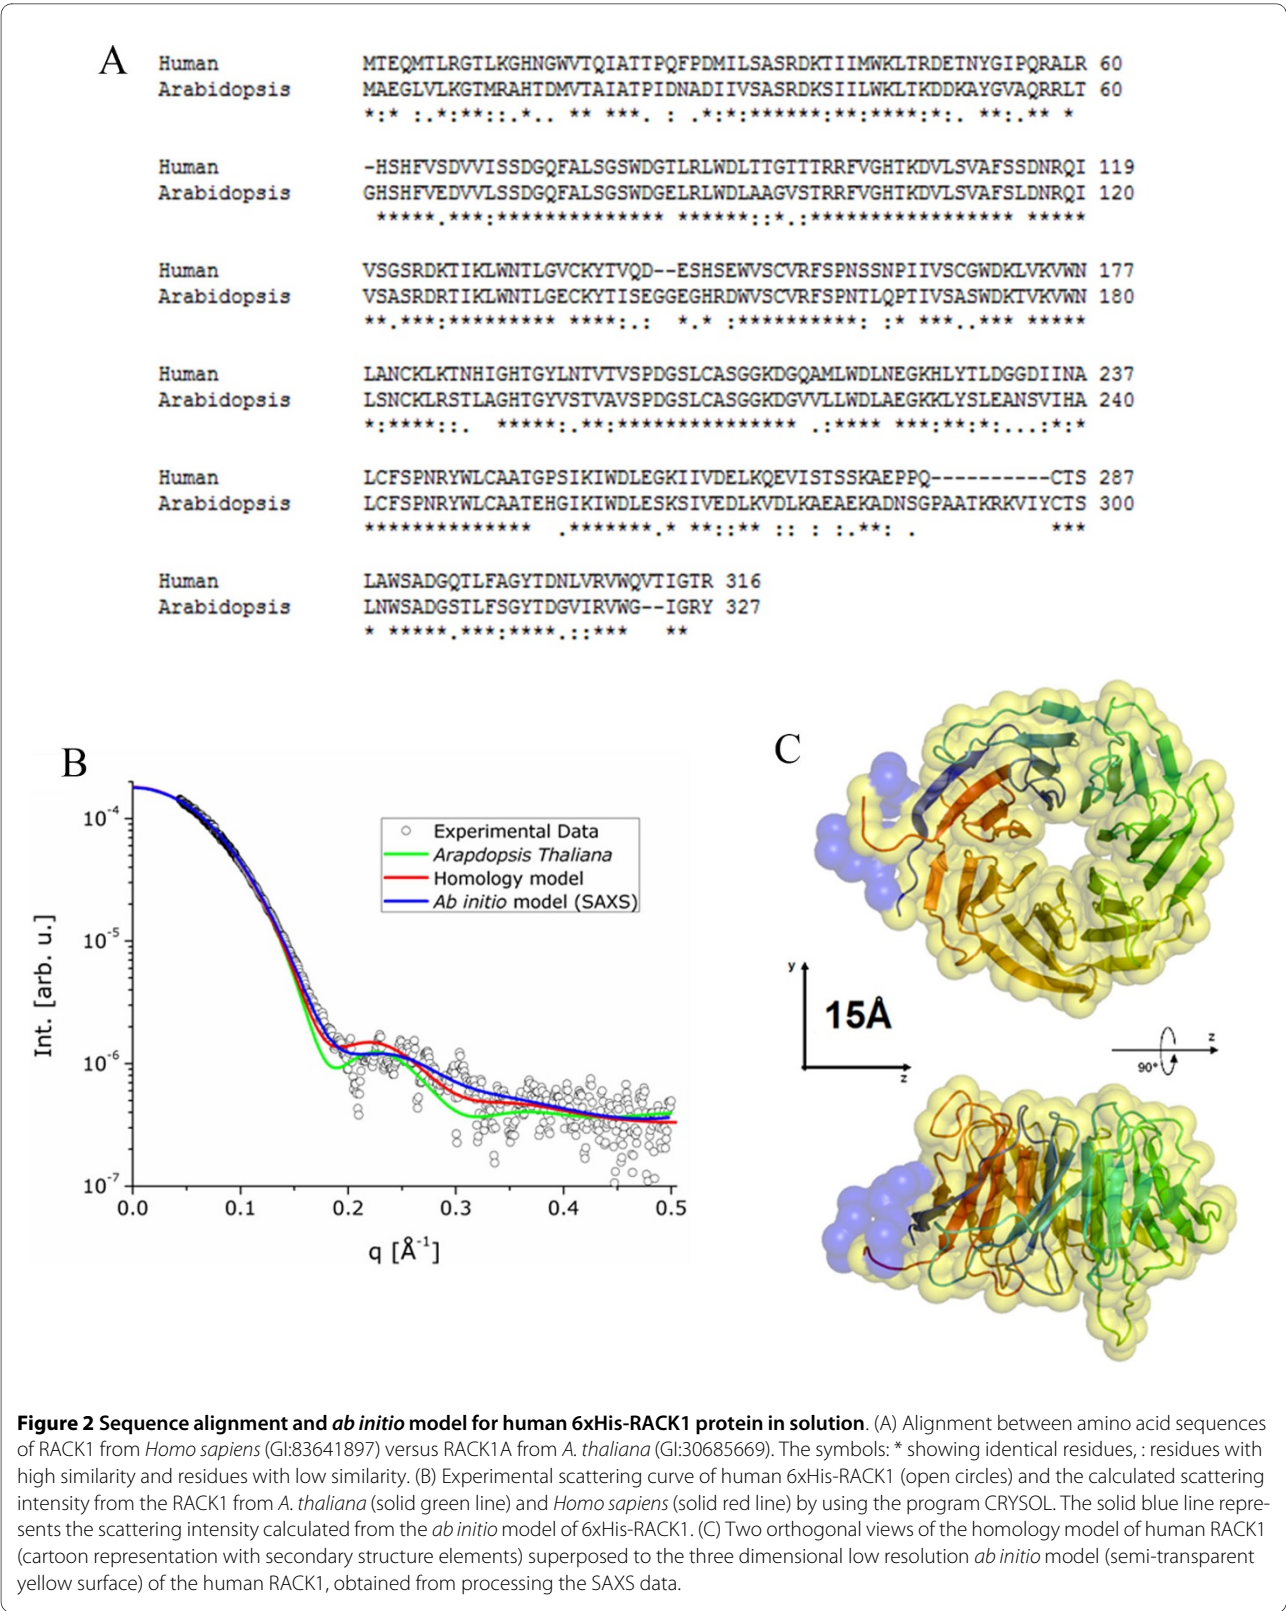 A
Human MTEQMTLRGTLKGHNGWVTQIATTPQFPDMILSASRDKTIIMWKLTRDETNYGIPQRALR 60
Arabidopsis MAEGLVLKGTMRAHTDMVTAIATPIDNADIIVSASRDKSIILWKLTKDDKAYGVAQRRLT 60
*:* :.*:**::.*.. ** ***. : .*:*:******:**:****:*:. **:.** *
Human -HSHFVSDVVISSDGQFALSGSWDGTLRLWDLTTGTTTRRFVGHTKDVLSVAFSSDNRQI 119
Arabidopsis GHSHFVEDVVLSSDGQFALSGSWDGELRLWDLAAGVSTRRFVGHTKDVLSVAFSLDNRQI 120
*****.***:************** ******::*.:***************** *****
Human VSGSRDKTIKLWNTLGVCKYTVQD--ESHSEWVSCVRFSPNSSNPIIVSCGWDKLVKVWN 177
Arabidopsis VSASRDRTIKLWNTLGECKYTISEGGEGHRDWVSCVRFSPNTLQPTIVSASWDKTVKVWN 180
**.***:********* ****:.: *.* :**********: :* ***..*** *****
Human LANCKLKTNHIGHTGYLNTVTVSPDGSLCASGGKDGQAMLWDLNEGKHLYTLDGGDIINA 237
Arabidopsis LSNCKLRSTLAGHTGYVSTVAVSPDGSLCASGGKDGVVLLWDLAEGKKLYSLEANSVIHA 240
*:****::. *****:.**:*************** .:**** ***:**:*:...:*:*
Human LCFSPNRYWLCAATGPSIKIWDLEGKIIVDELKQEVISTSSKAEPPQ----------CTS 287
Arabidopsis LCFSPNRYWLCAATEHGIKIWDLESKSIVEDLKVDLKAEAEKADNSGPAATKRKVIYCTS 300
************** .*******.* **::** :: : :.**: . ***
Human LAWSADGQTLFAGYTDNLVRVWQVTIGTR 316
Arabidopsis LNWSADGSTLFSGYTDGVIRVWG--IGRY 327
* *****.***:****.::*** **
B
Experimental Data
Arapdopsis Thaliana
Homology model
Ab initio model (SAXS)
Int. [arb. u.]
10-4
10-5
10-6
10-7
0.0 0.1 0.2 0.3 0.4 0.5
q [Å-1]
C
y
15Å
z
z
90°
Figure 2 Sequence alignment and ab initio model for human 6xHis-RACK1 protein in solution. (A) Alignment between amino acid sequences
of RACK1 from Homo sapiens (GI:83641897) versus RACK1A from A. thaliana (GI:30685669). The symbols: * showing identical residues, : residues with
high similarity and residues with low similarity. (B) Experimental scattering curve of human 6xHis-RACK1 (open circles) and the calculated scattering
intensity from the RACK1 from A. thaliana (solid green line) and Homo sapiens (solid red line) by using the program CRYSOL. The solid blue line repre-
sents the scattering intensity calculated from the ab initio model of 6xHis-RACK1. (C) Two orthogonal views of the homology model of human RACK1
(cartoon representation with secondary structure elements) superposed to the three dimensional low resolution ab initio model (semi-transparent
yellow surface) of the human RACK1, obtained from processing the SAXS data.